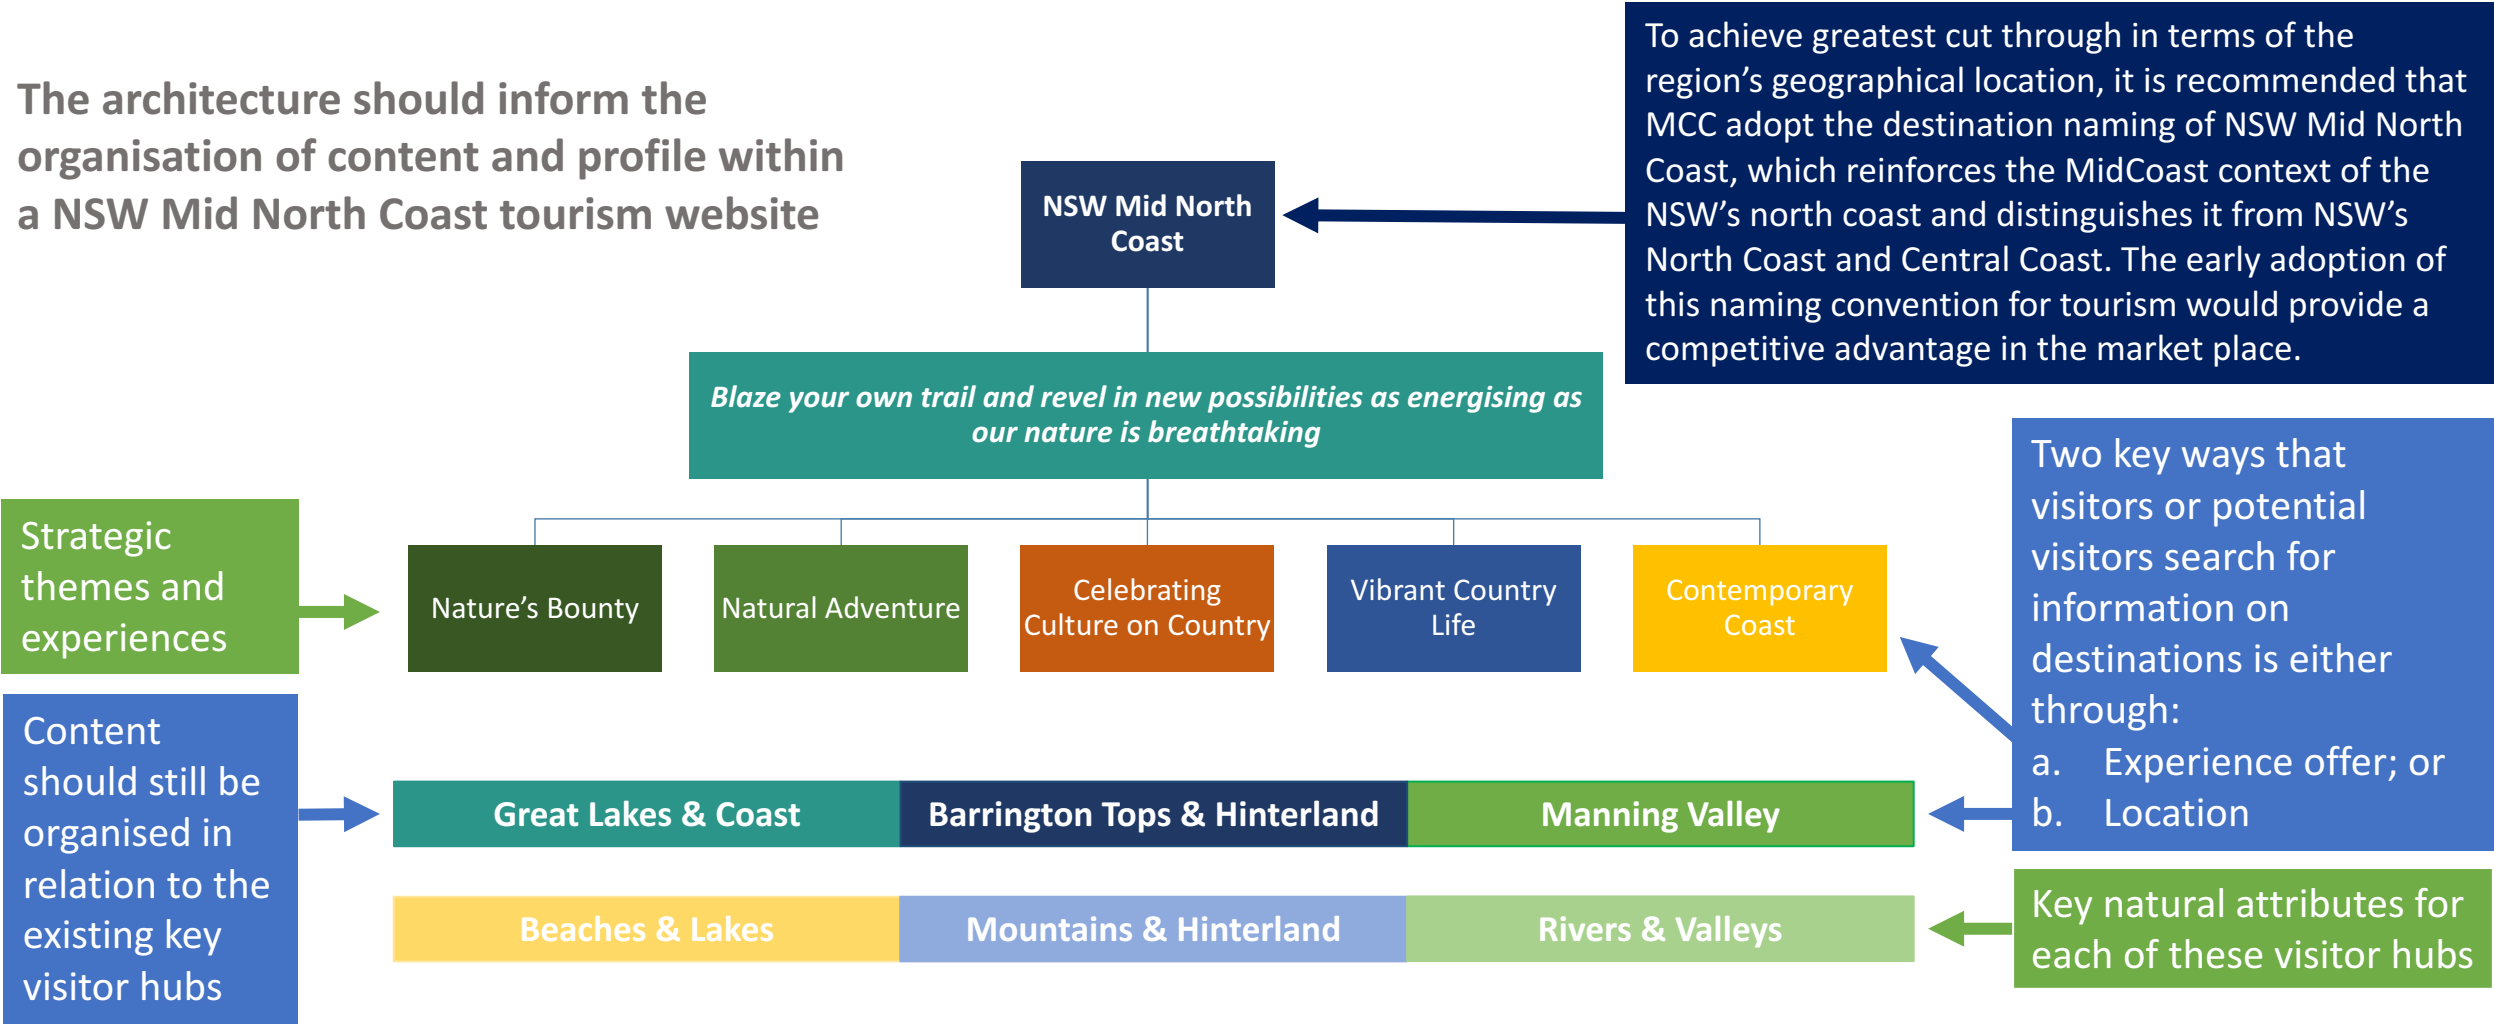 The architecture should inform the
organisation of content and profile within
a NSW Mid North Coast tourism website
To achieve greatest cut through in terms of the
region’s geographical location, it is recommended that
MCC adopt the destination naming of NSW Mid North
Coast, which reinforces the MidCoast context of the
NSW’s north coast and distinguishes it from NSW’s
North Coast and Central Coast. The early adoption of
this naming convention for tourism would provide a
competitive advantage in the market place.
NSW Mid North
Coast
Blaze your own trail and revel in new possibilities as energising as
our nature is breathtaking
Strategic
themes and
experiences
Nature’s Bounty
Natural Adventure
Celebrating
Culture on Country
Vibrant Country
Life
Contemporary
Coast
Two key ways that
visitors or potential
visitors search for
information on
destinations is either
through:
a. Experience offer; or
b. Location
Content
should still be
organised in
relation to the
existing key
visitor hubs
Great Lakes & Coast
Barrington Tops & Hinterland
Manning Valley
Beaches & Lakes
Mountains & Hinterland
Rivers & Valleys
Key natural attributes for
each of these visitor hubs